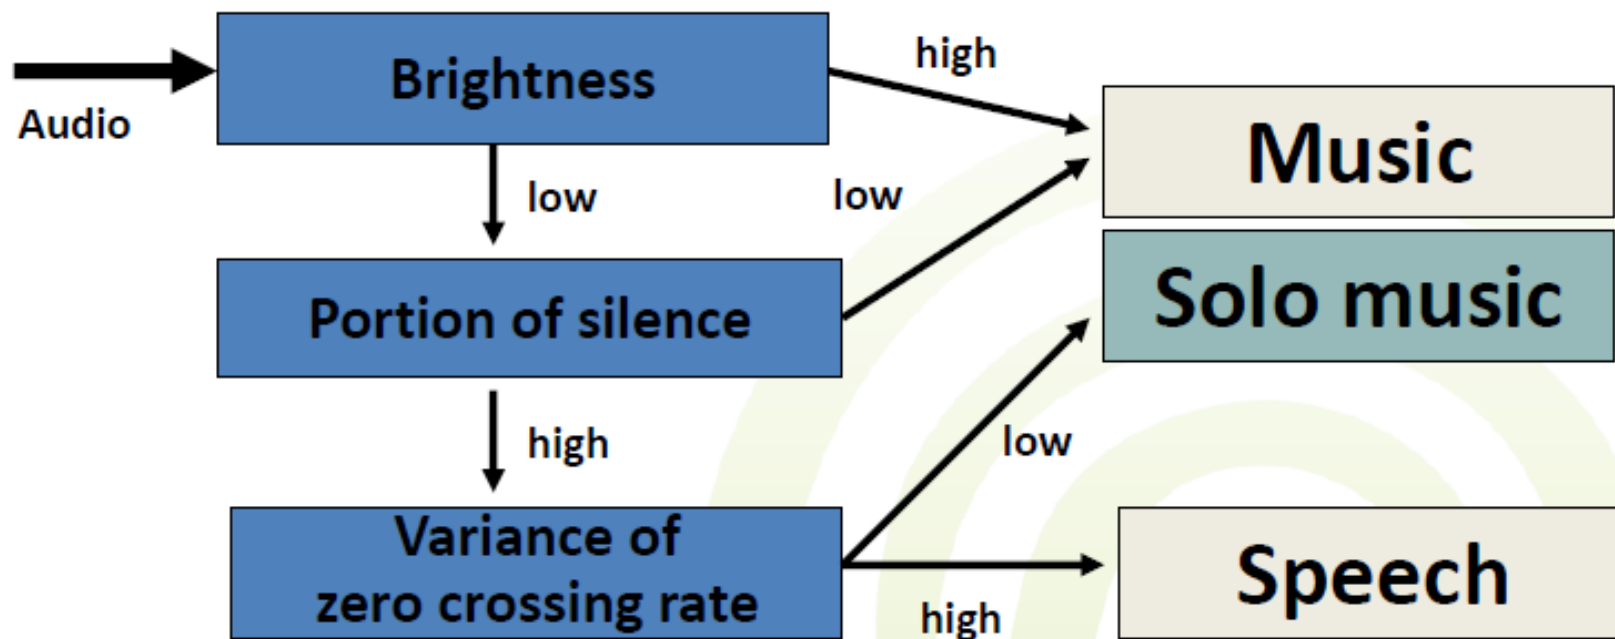 Brightness
high
Audio
Music
low
low
Portion of silence
Solo music
high
low
Variance of
zero crossing rate
Speech
high